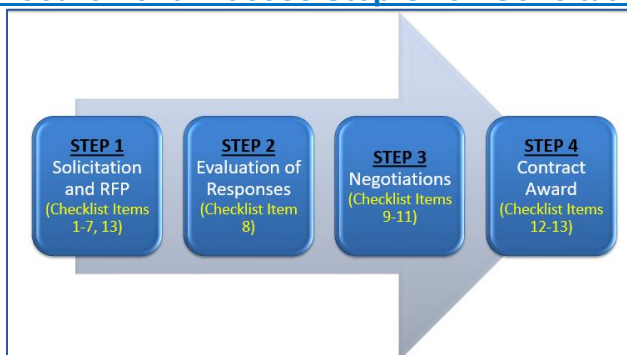 STEP 1
Solicitation
and RFP
(Checklist Items
1-7, 13)
STEP 2
Evaluation of
Responses
(Checklist Item
8)
STEP 3
Negotiations
(Checklist Items
9-11)
STEP 4
Contract
Award
(Checklist Items
12-13)